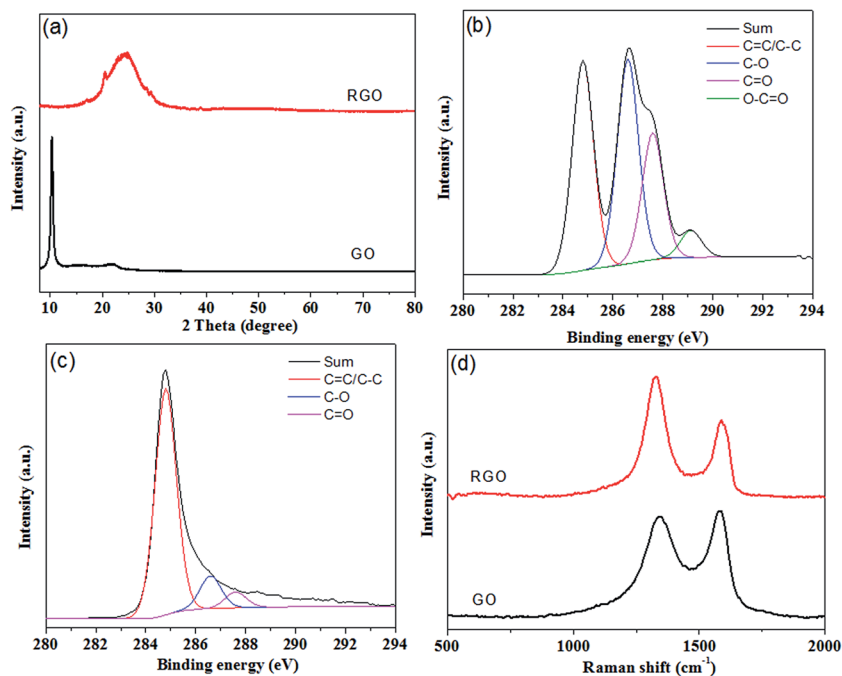 (a)
RGO
GO
Intensity (a.u.)
10 20 30 40 50 60 70 80
2 Theta (degree)
(b)
Sum
C=C/C-C
C-O
C=O
O-C=O
Intensity (a.u.)
280 282 284 286 288 290 292 294
Binding energy (eV)
(c)
Sum
C=C/C-C
C-O
C=O
Intensity (a.u.)
280 282 284 286 288 290 292 294
Binding energy (eV)
(d)
RGO
GO
Intensity (a.u.)
500 1000 1500 2000
Raman shift (cm⁻¹)